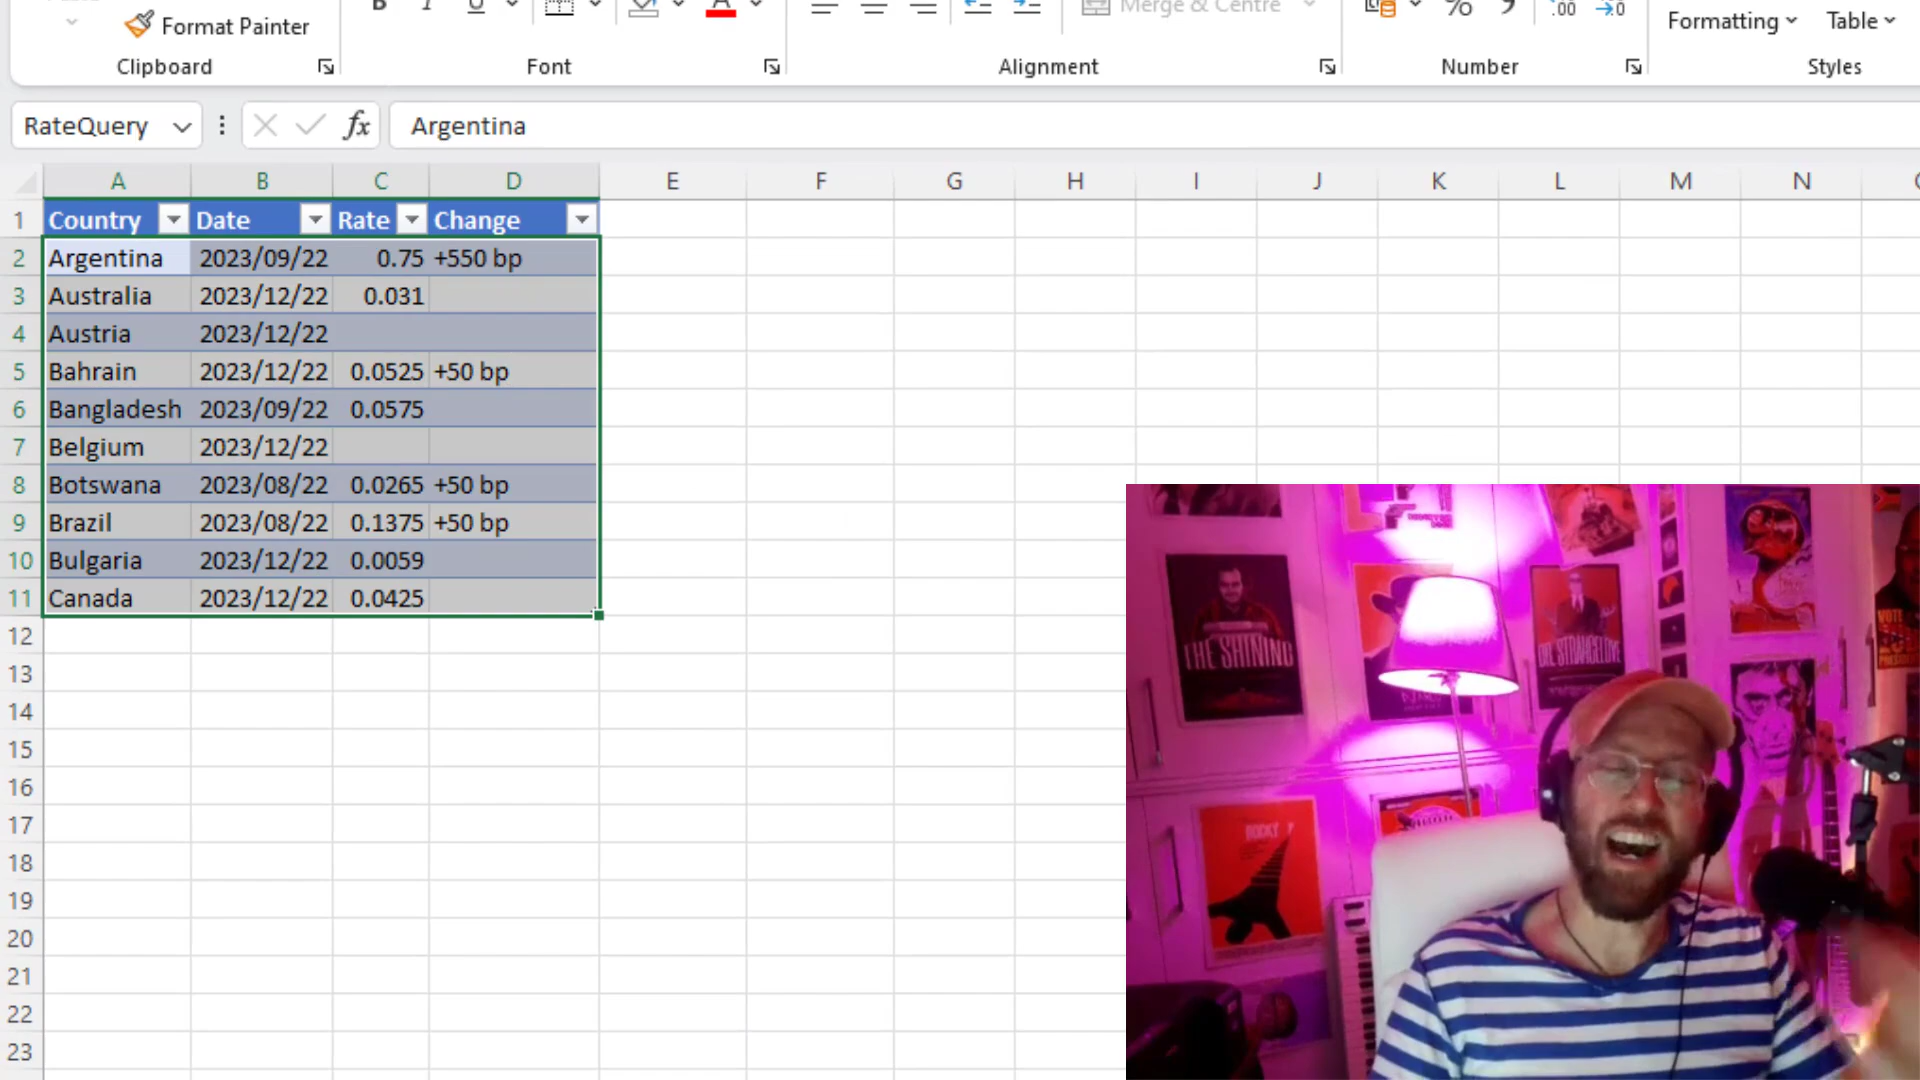 Format Painter
Merge & Centre
Formatting
Table
Clipboard
Font
Alignment
Number
Styles
RateQuery
fx
Argentina
A B C D E F G H I J K L M N
1 Country Date Rate Change
2 Argentina 2023/09/22 0.75 +550 bp
3 Australia 2023/12/22 0.031
4 Austria 2023/12/22
5 Bahrain 2023/12/22 0.0525 +50 bp
6 Bangladesh 2023/09/22 0.0575
7 Belgium 2023/12/22
8 Botswana 2023/08/22 0.0265 +50 bp
9 Brazil 2023/08/22 0.1375 +50 bp
10 Bulgaria 2023/12/22 0.0059
11 Canada 2023/12/22 0.0425
12
13
14
15
16
17
18
19
20
21
22
23
THE SHINING
DR. STRANGELOVE
VOTE
ROCKY